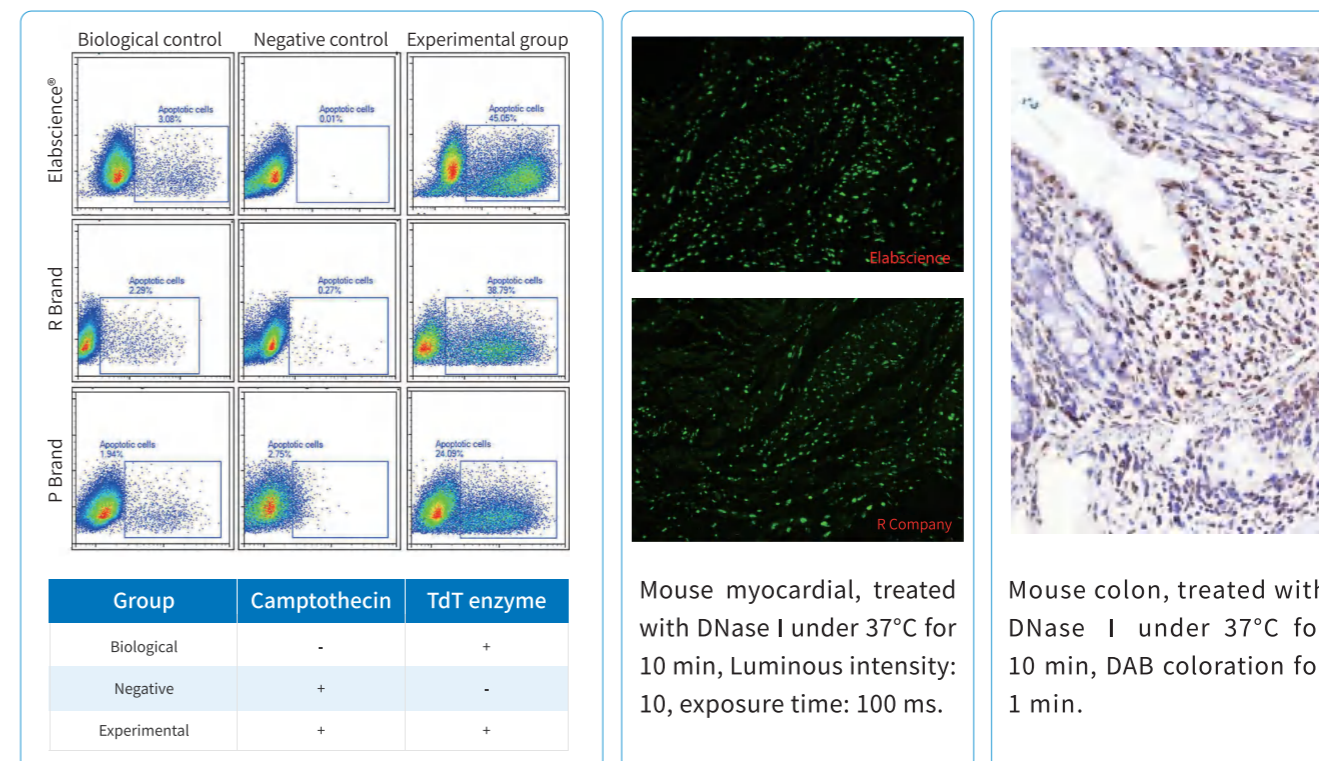 Biological control Negative control Experimental group
Elabscience®
Apoptotic cells
3.08%
Apoptotic cells
0.01%
Apoptotic cells
45.05%
R Brand
Apoptotic cells
2.29%
Apoptotic cells
0.27%
Apoptotic cells
38.79%
P Brand
Apoptotic cells
1.94%
Apoptotic cells
2.75%
Apoptotic cells
24.09%
Group Camptothecin TdT enzyme
Biological - +
Negative + -
Experimental + +
Elabscience
R Company
Mouse myocardial, treated
with DNase I under 37°C for
10 min, Luminous intensity:
10, exposure time: 100 ms.
Mouse colon, treated with
DNase I under 37°C fo
10 min, DAB coloration fo
1 min.